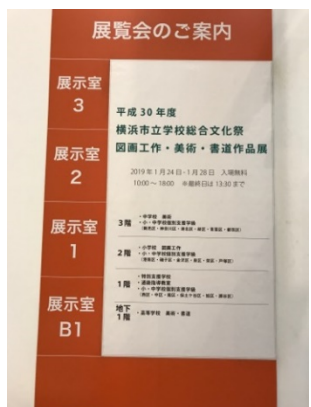 展覧会のご案内
展示室
3
展示室
2
展示室
1
展示室
B1
平成30年度
横浜市立学校総合文化祭
図画工作・美術・書道作品展
2019年1月24日-1月28日 入場無料
10:00~18:00 ※最終日は13:30まで
3階
・中学校 美術
・小・中学校個別支援学級
2階
・小学校 図画工作
・小・中学校個別支援学級
1階
・特別支援学校
・通級指導教室
・小・中学校個別支援学級
地下
1階
・高等学校 美術・書道